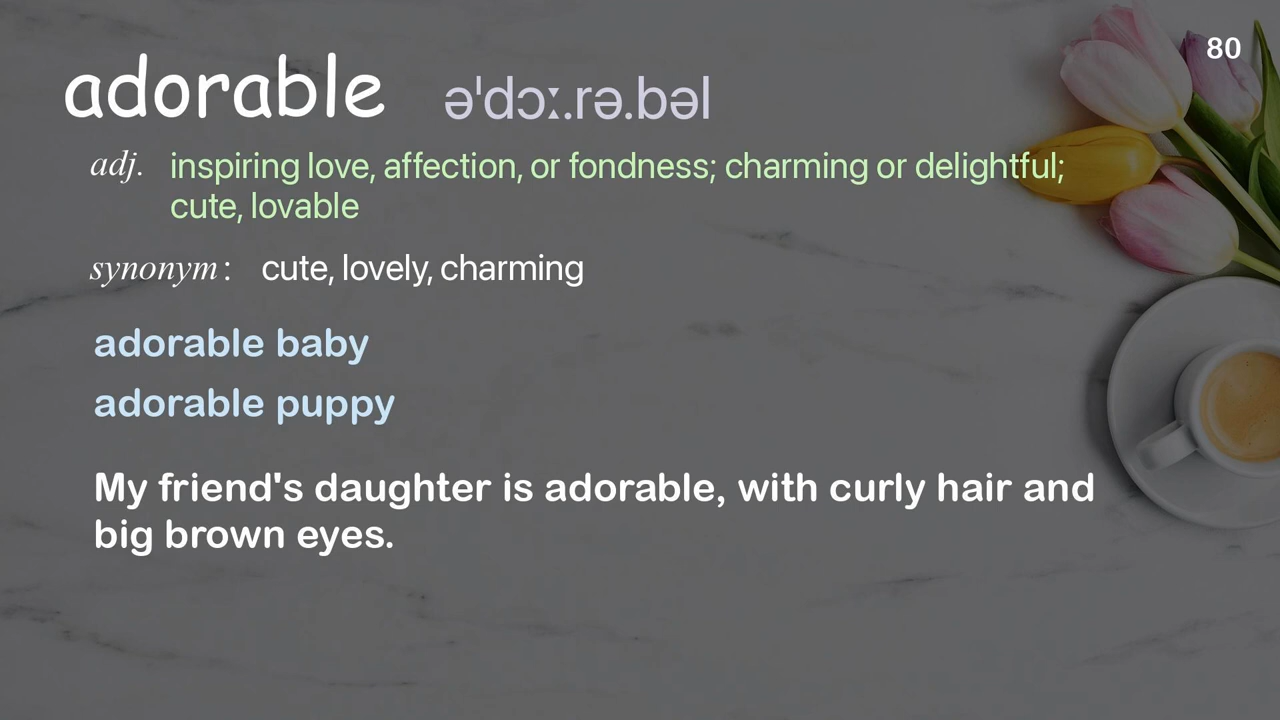 80
adorable əˈdɔː.rə.bəl
adj. inspiring love, affection, or fondness; charming or delightful;
cute, lovable
synonym: cute, lovely, charming
adorable baby
adorable puppy
My friend's daughter is adorable, with curly hair and
big brown eyes.